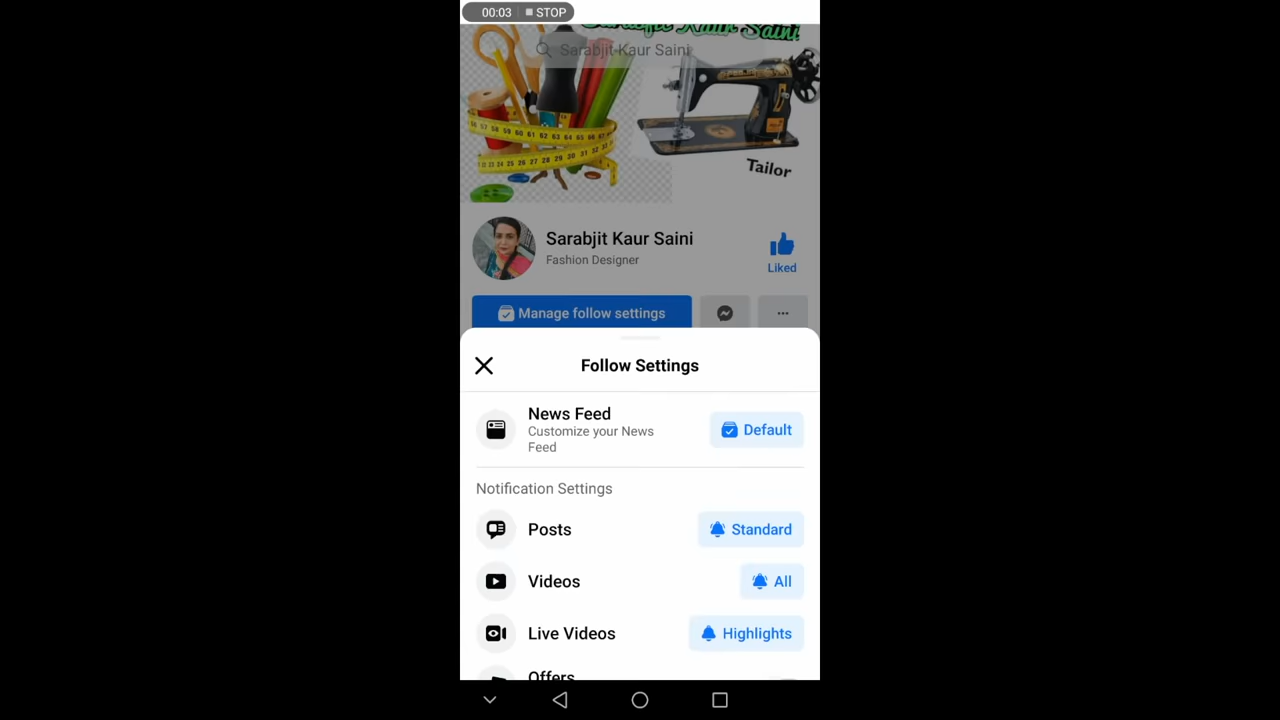 00:03 STOP
Sarabjit Kaur Saini
Sarabjit Kaur Saini
Tailor
Sarabjit Kaur Saini
Fashion Designer
Liked
Manage follow settings
Follow Settings
News Feed
Customize your News
Feed
Default
Notification Settings
Posts
Standard
Videos
All
Live Videos
Highlights
Offers